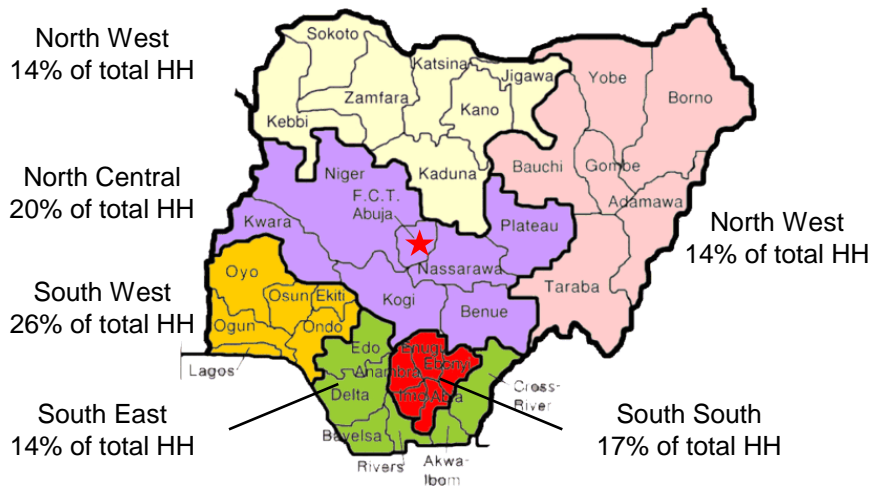 North West
14% of total HH
Sokoto
Katsina
Jigawa
Yobe
Borno
Zamfara
Kano
Kebbi
Kaduna
Bauchi
Gombe
Adamawa
North Central
20% of total HH
Niger
F.C.T.
Abuja
Kwara
Plateau
Nassarawa
North West
14% of total HH
Taraba
South West
26% of total HH
Oyo
Osun
Ekiti
Ogun
Ondo
Kogi
Benue
Lagos
Edo
Enugu
Ebonyi
Anambra
Delta
Imo
Abia
Cross-
River
South East
14% of total HH
Bayelsa
Rivers
Akwa-
Ibom
South South
17% of total HH